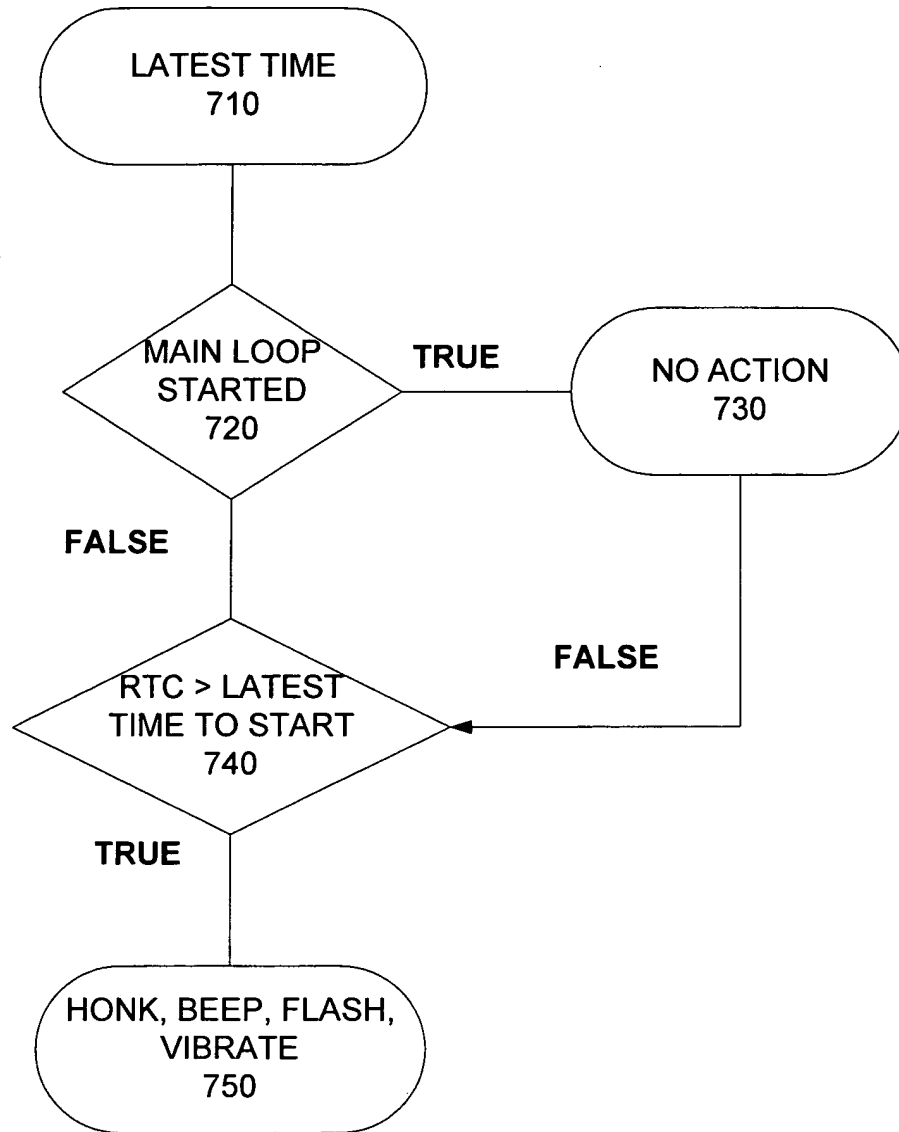 LATEST TIME
710
MAIN LOOP
STARTED
720
TRUE
NO ACTION
730
FALSE
FALSE
RTC > LATEST
TIME TO START
740
TRUE
HONK, BEEP, FLASH,
VIBRATE
750